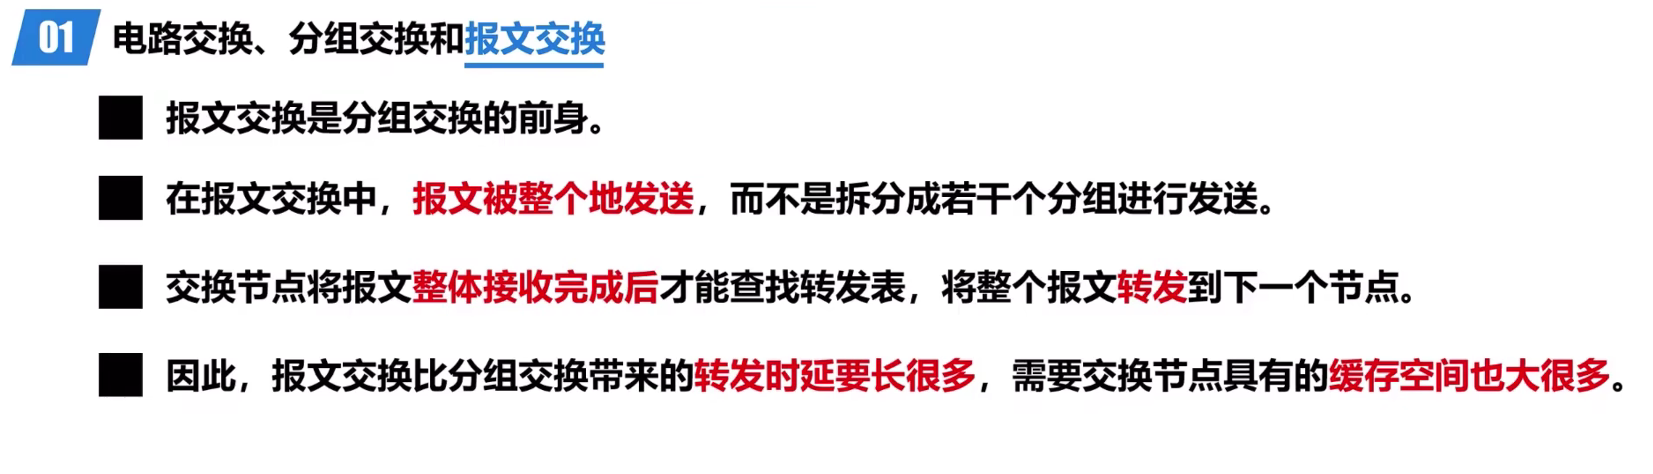 01 电路交换、分组交换和报文交换
报文交换是分组交换的前身。
在报文交换中，报文被整个地发送，而不是拆分成若干个分组进行发送。
交换节点将报文整体接收完成后才能查找转发表，将整个报文转发到下一个节点。
因此，报文交换比分组交换带来的转发时延要长很多，需要交换节点具有的缓存空间也大很多。